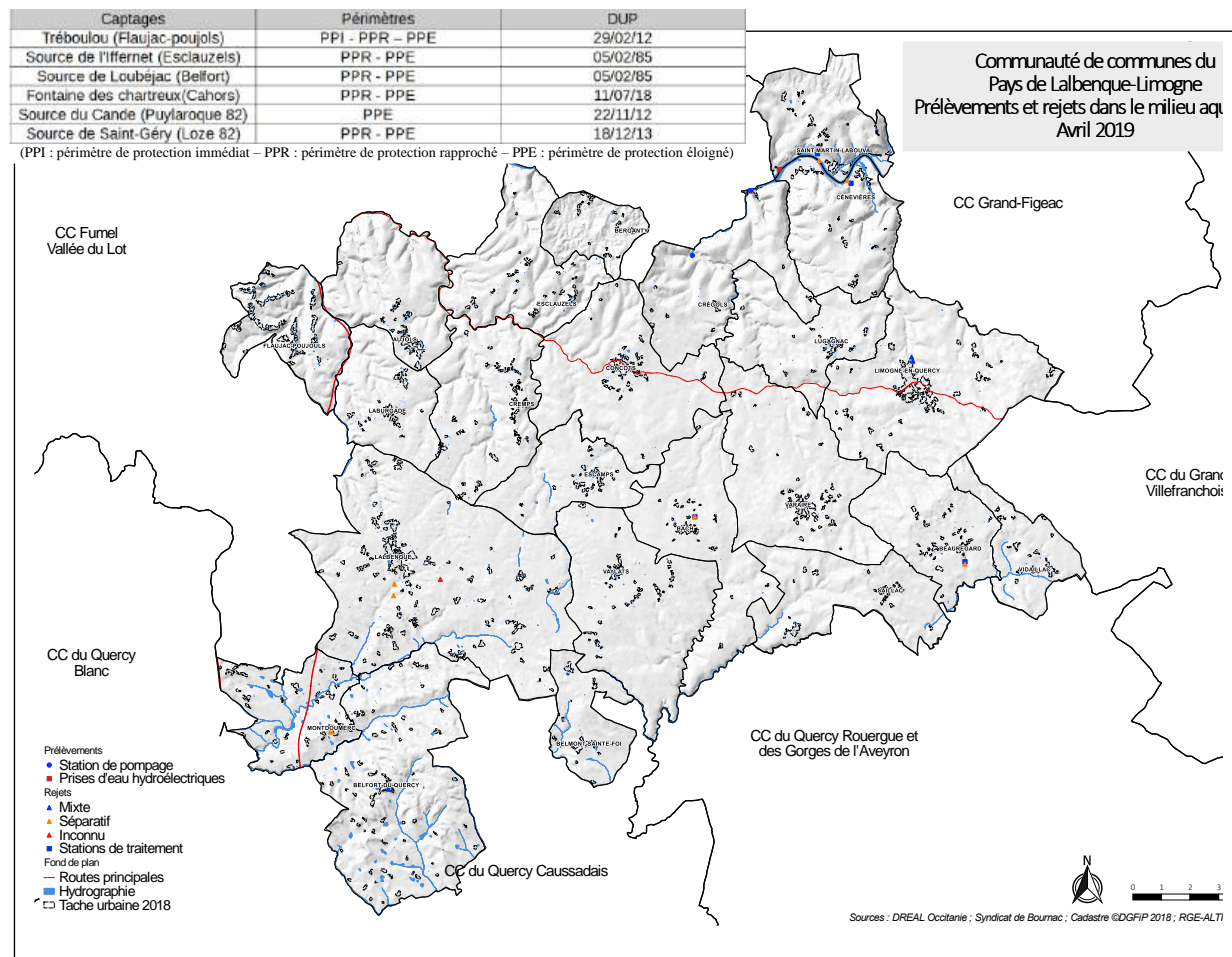 Captages Périmètres DUP
Tréboulou (Flaujac-poujols) PPI - PPR – PPE 29/02/12
Source de l'Iffernet (Esclauzels) PPR - PPE 05/02/85
Source de Loubéjac (Belfort) PPR - PPE 05/02/85
Fontaine des chartreux(Cahors) PPR - PPE 11/07/18
Source du Cande (Puylaroque 82) PPE 22/11/12
Source de Saint-Géry (Loze 82) PPR - PPE 18/12/13
(PPI : périmètre de protection immédiat – PPR : périmètre de protection rapproché – PPE : périmètre de protection éloigné)
Communauté de communes du
Pays de Lalbenque-Limogne
Prélèvements et rejets dans le milieu aqu
Avril 2019
SAINT-MARTIN-LABOUVAL
CENEVIÈRES
CC Grand-Figeac
CC Fumel
Vallée du Lot
BERGANTY
ESCLAUZELS
CRÉGOLS
FLAUJAC-POUJOULS
AUJOLS
LUGAGNAC
CONCOTS
LIMOGNE-EN-QUERCY
LABURGADE
CREMPS
ESCAMPS
CC du Grand
Villefranchois
VARAIRE
BACH
BEAUREGARD
LALBENQUE
VAYLATS
VIDAILLAC
SAILLAC
CC du Quercy
Blanc
MONTDOUMERC
BELMONT-SAINTE-FOI
CC du Quercy Rouergue et
des Gorges de l'Aveyron
BELFORT-DU-QUERCY
CC du Quercy Caussadais
Prélèvements
Station de pompage
Prises d'eau hydroélectriques
Rejets
Mixte
Séparatif
Inconnu
Stations de traitement
Fond de plan
Routes principales
Hydrographie
Tache urbaine 2018
N
0 1 2 3
Sources : DREAL Occitanie ; Syndicat de Bournac ; Cadastre ©DGFiP 2018 ; RGE-ALTI